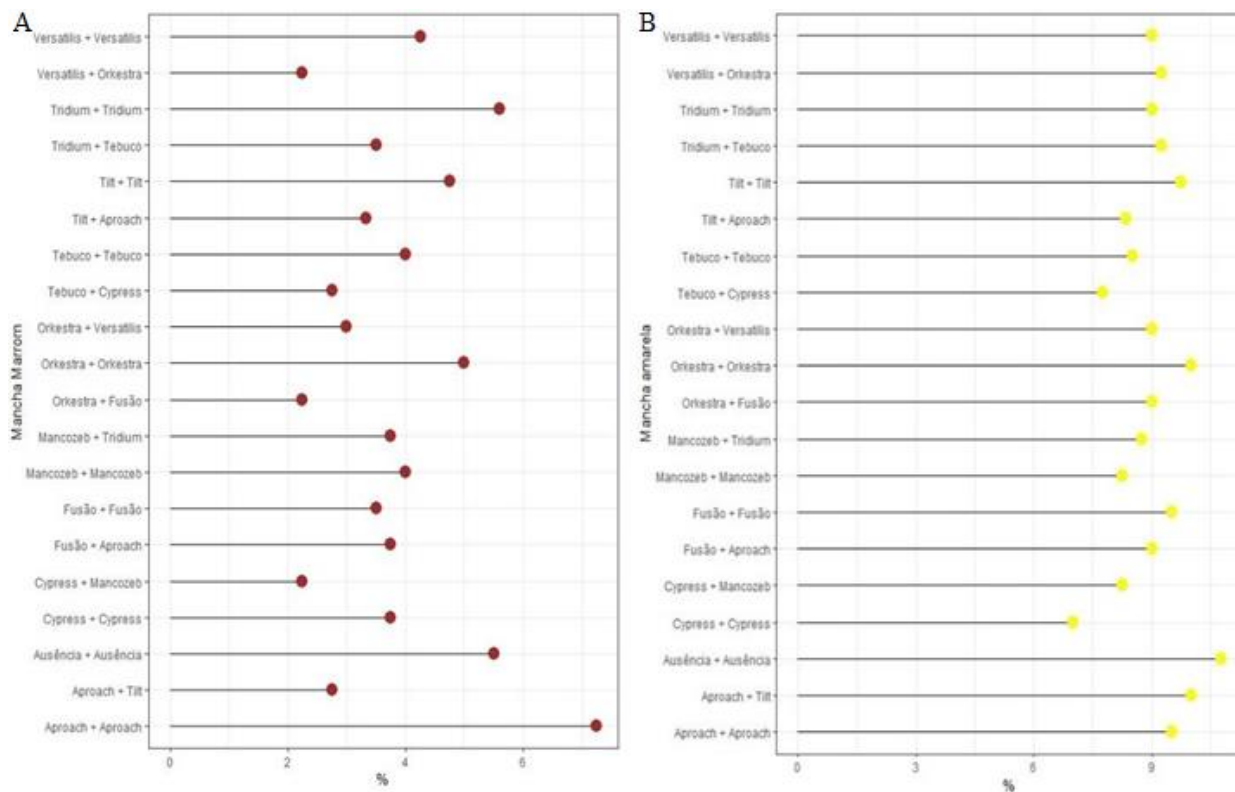 A
Versatilis + Versatilis
Versatilis + Orkestra
Tridium + Tridium
Tridium + Tebuco
Tilt + Tilt
Tilt + Aproach
Tebuco + Tebuco
Tebuco + Cypress
Orkestra + Versatilis
Orkestra + Orkestra
Orkestra + Fusão
Mancozeb + Tridium
Mancozeb + Mancozeb
Fusão + Fusão
Fusão + Aproach
Cypress + Mancozeb
Cypress + Cypress
Ausência + Ausência
Aproach + Tilt
Aproach + Aproach
Mancha Marrom
0 2 4 6
%
B
Versatilis + Versatilis
Versatilis + Orkestra
Tridium + Tridium
Tridium + Tebuco
Tilt + Tilt
Tilt + Aproach
Tebuco + Tebuco
Tebuco + Cypress
Orkestra + Versatilis
Orkestra + Orkestra
Orkestra + Fusão
Mancozeb + Tridium
Mancozeb + Mancozeb
Fusão + Fusão
Fusão + Aproach
Cypress + Mancozeb
Cypress + Cypress
Ausência + Ausência
Aproach + Tilt
Aproach + Aproach
Mancha amarela
0 3 6 9
%